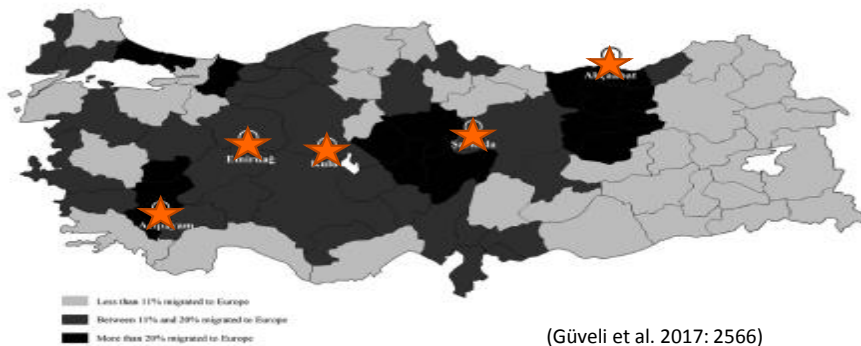 Emirdağ
Less than 11% migrated to Europe
Between 11% and 20% migrated to Europe
More than 20% migrated to Europe
(Güveli et al. 2017: 2566)